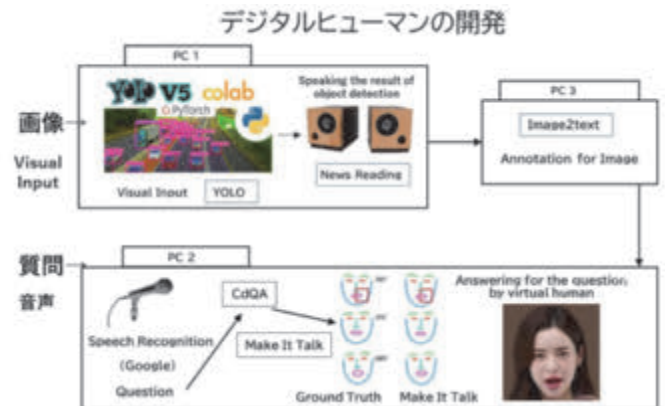 デジタルヒューマンの開発
PC 1
YOLO V5 colab
PyTorch
Speaking the result of
object detection
画像
Visual
Input
Visual Input
YOLO
News Reading
PC 3
Image2text
Annotation for Image
質問
音声
PC 2
Speech Recognition
(Google)
Question
CdQA
Make It Talk
Ground Truth
Make It Talk
Answering for the question
by virtual human